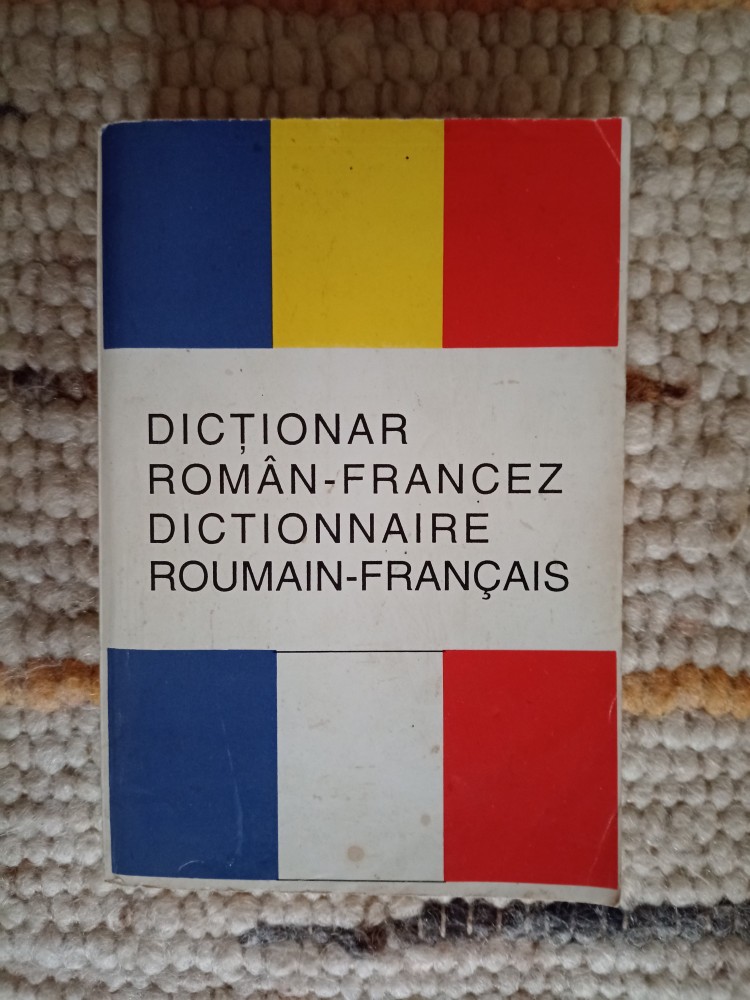 DICȚIONAR
ROMÂN-FRANCEZ
DICTIONNAIRE
ROUMAIN-FRANÇAIS